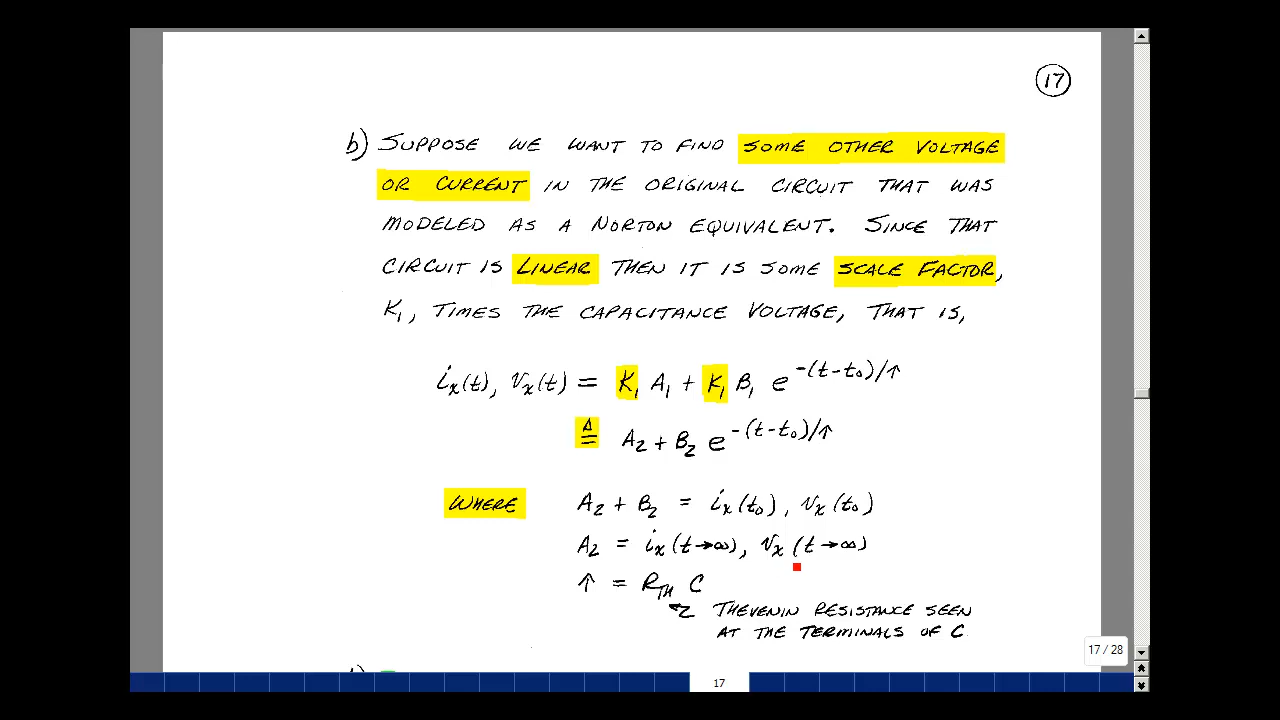 17
b) SUPPOSE WE WANT TO FIND SOME OTHER VOLTAGE
OR CURRENT IN THE ORIGINAL CIRCUIT THAT WAS
MODELED AS A NORTON EQUIVALENT. SINCE THAT
CIRCUIT IS LINEAR THEN IT IS SOME SCALE FACTOR,
K₁, TIMES THE CAPACITANCE VOLTAGE, THAT IS,
iₓ(t), vₓ(t) = K₁ A₁ + K₁ B₁ e^-(t-t₀)/↑
≜ A₂ + B₂ e^-(t-t₀)/↑
WHERE A₂ + B₂ = iₓ(t₀), vₓ(t₀)
A₂ = iₓ(t→∞), vₓ(t→∞)
↑ = R_TH C
THEVENIN RESISTANCE SEEN
AT THE TERMINALS OF C
17 / 28
17